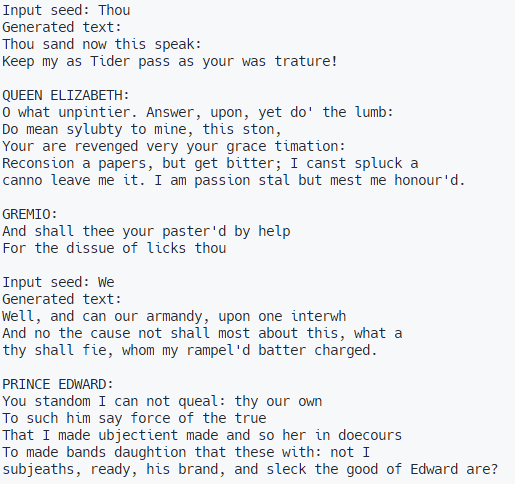 Input seed: Thou
Generated text:
Thou sand now this speak:
Keep my as Tider pass as your was trature!

QUEEN ELIZABETH:
O what unpintier. Answer, upon, yet do' the lumb:
Do mean sylubty to mine, this ston,
Your are revenged very your grace timation:
Reconsion a papers, but get bitter; I canst spluck a
canno leave me it. I am passion stal but mest me honour'd.

GREMIO:
And shall thee your paster'd by help
For the dissue of licks thou

Input seed: We
Generated text:
Well, and can our armandy, upon one interwh
And no the cause not shall most about this, what a
thy shall fie, whom my rampel'd batter charged.

PRINCE EDWARD:
You standom I can not queal: thy our own
To such him say force of the true
That I made ubjectient made and so her in doecours
To made bands daughtion that these with: not I
subjeaths, ready, his brand, and sleck the good of Edward are?